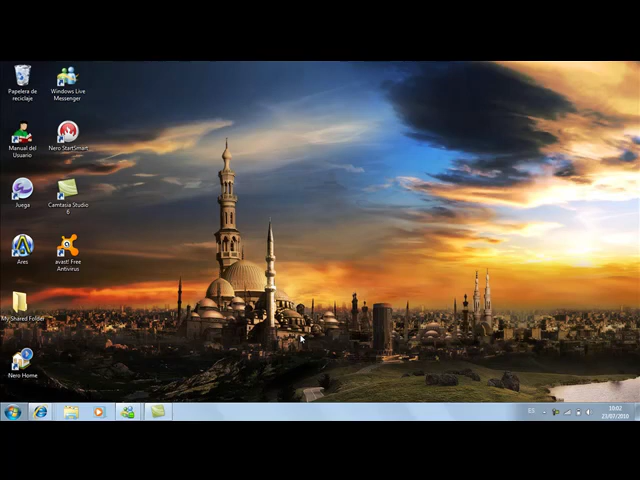 Papelera de
reciclaje
Windows Live
Messenger
Manual del
Usuario
Nero StartSmart
Juega
Camtasia Studio
6
Ares
avast! Free
Antivirus
My Shared Folder
Nero Home
ES
10:02
23/07/2010